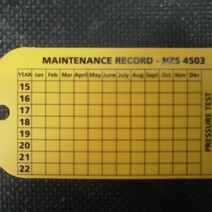 MAINTENANCE RECORD - NZS 4503
YEAR Jan Feb Mar April May June July Aug Sept Oct Nov Dec
15
16
17
18
19
20
21
22
PRESSURE TEST